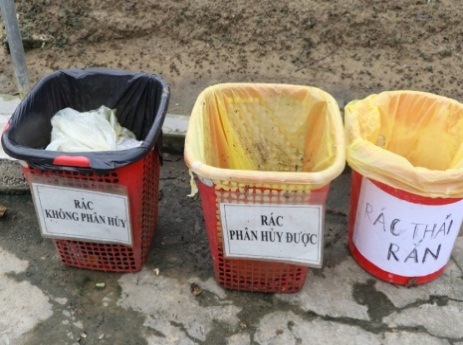 RÁC
KHÔNG PHÂN HỦY
RÁC
PHÂN HỦY ĐƯỢC
RÁC THẢI
RẮN